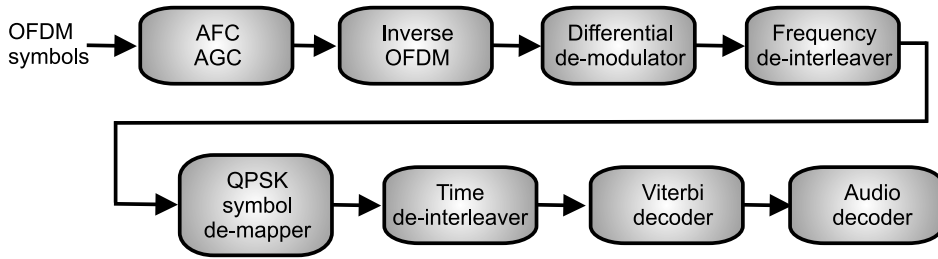 OFDM
symbols
AFC
AGC
Inverse
OFDM
Differential
de-modulator
Frequency
de-interleaver
QPSK
symbol
de-mapper
Time
de-interleaver
Viterbi
decoder
Audio
decoder